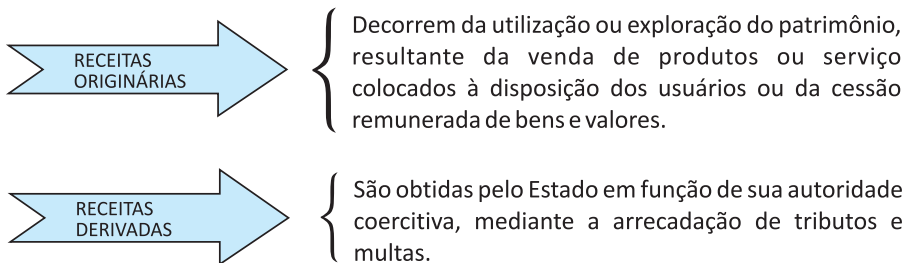 RECEITAS
ORIGINÁRIAS
Decorrem da utilização ou exploração do patrimônio,
resultante da venda de produtos ou serviço
colocados à disposição dos usuários ou da cessão
remunerada de bens e valores.
RECEITAS
DERIVADAS
São obtidas pelo Estado em função de sua autoridade
coercitiva, mediante a arrecadação de tributos e
multas.